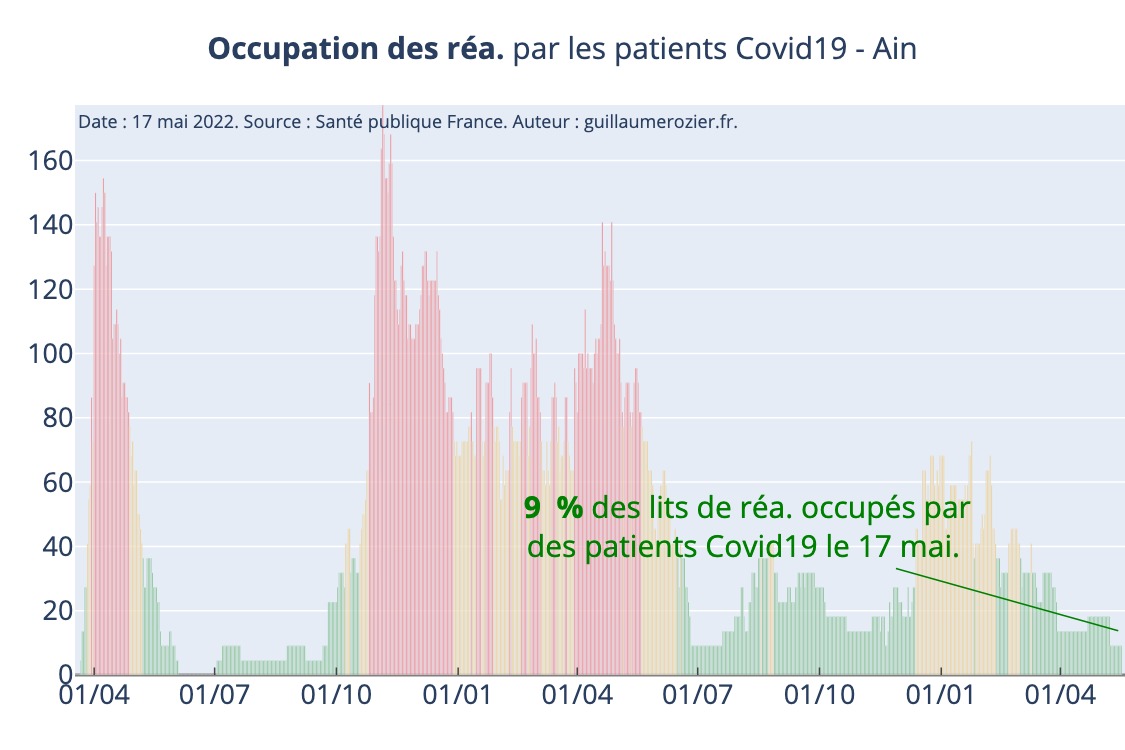 Occupation des réa. par les patients Covid19 - Ain
Date : 17 mai 2022. Source : Santé publique France. Auteur : guillaumerozier.fr.
160
140
120
100
80
60
40
20
0
9 % des lits de réa. occupés par
des patients Covid19 le 17 mai.
01/04 01/07 01/10 01/01 01/04 01/07 01/10 01/01 01/04